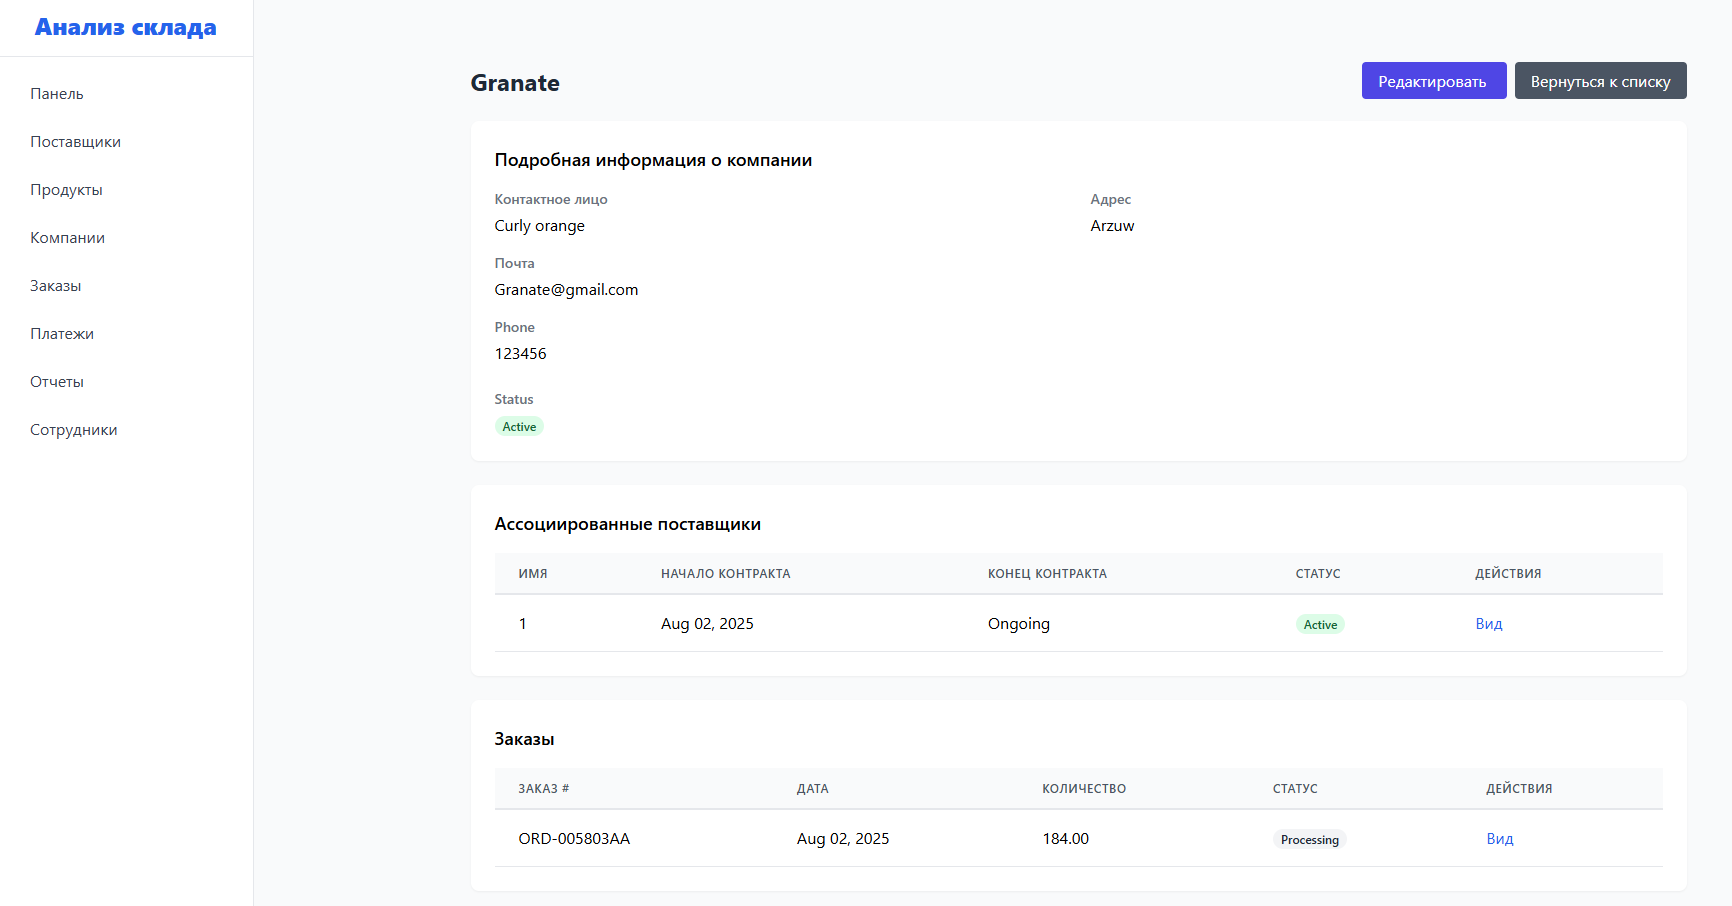 Анализ склада
Панель
Поставщики
Продукты
Компании
Заказы
Платежи
Отчеты
Сотрудники
Granate
Редактировать
Вернуться к списку
Подробная информация о компании
Контактное лицо
Curly orange
Адрес
Arzuw
Почта
Granate@gmail.com
Phone
123456
Status
Active
Ассоциированные поставщики
ИМЯ НАЧАЛО КОНТРАКТА КОНЕЦ КОНТРАКТА СТАТУС ДЕЙСТВИЯ
1 Aug 02, 2025 Ongoing Active Вид
Заказы
ЗАКАЗ # ДАТА КОЛИЧЕСТВО СТАТУС ДЕЙСТВИЯ
ORD-005803AA Aug 02, 2025 184.00 Processing Вид